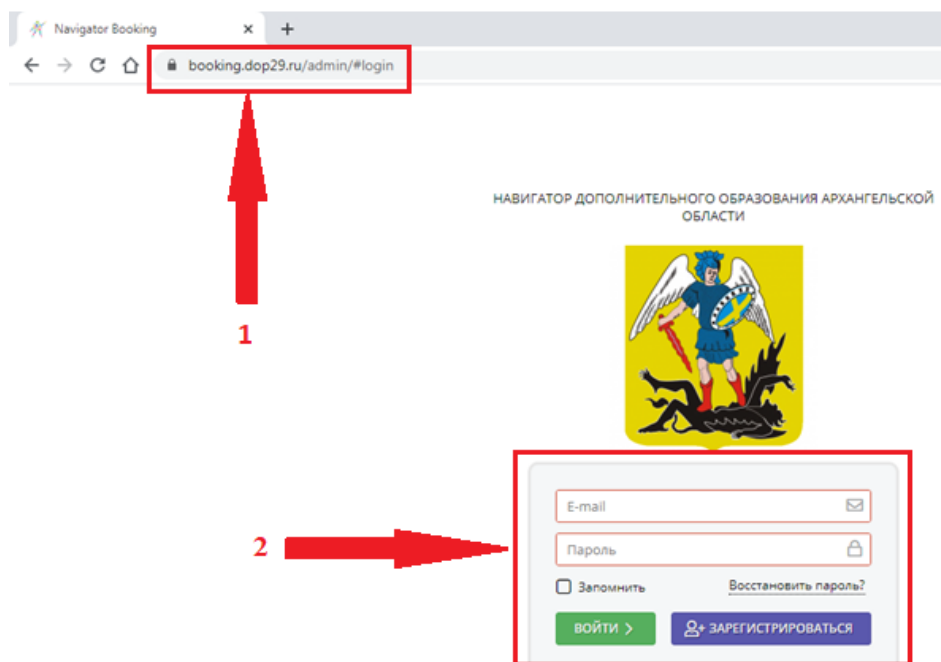 Navigator Booking
booking.dop29.ru/admin/#login
1
НАВИГАТОР ДОПОЛНИТЕЛЬНОГО ОБРАЗОВАНИЯ АРХАНГЕЛЬСКОЙ
ОБЛАСТИ
2
E-mail
Пароль
Запомнить Восстановить пароль?
ВОЙТИ ЗАРЕГИСТРИРОВАТЬСЯ